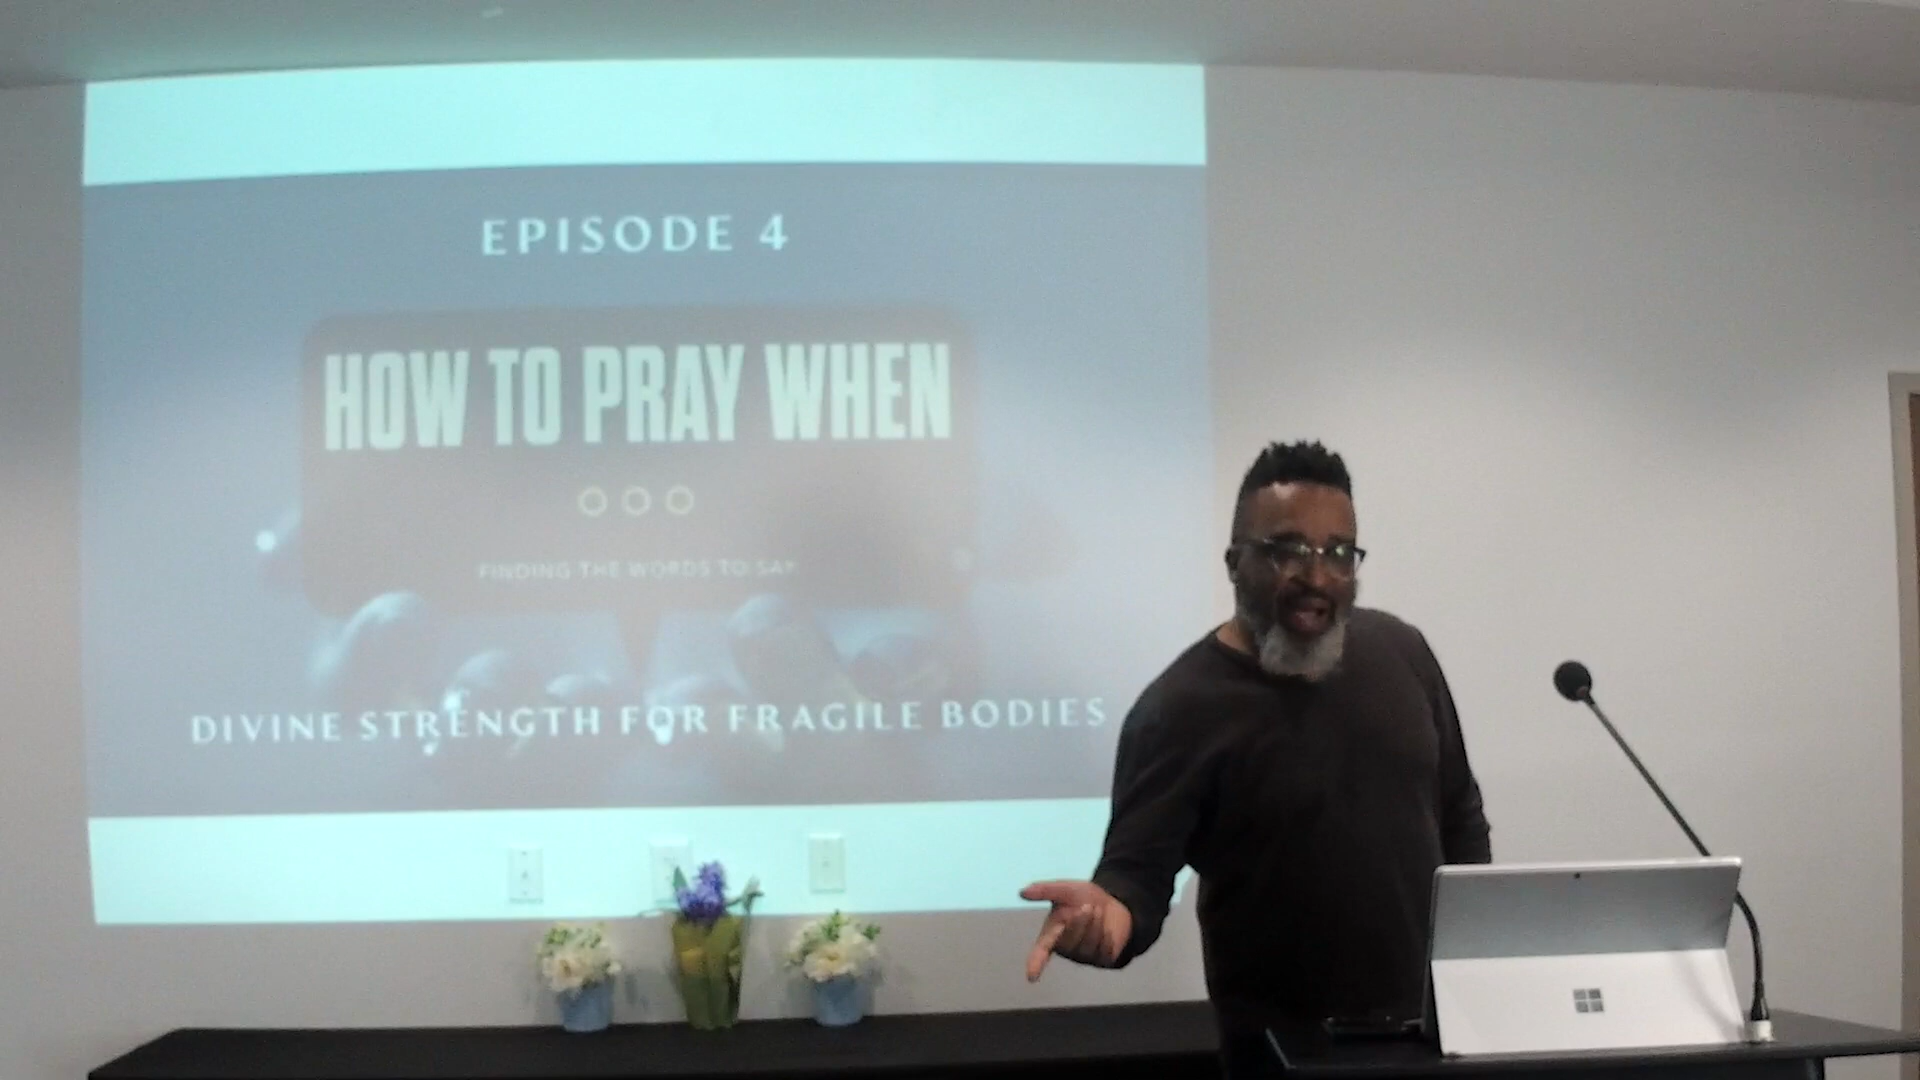 EPISODE 4
HOW TO PRAY WHEN
FINDING THE WORDS TO SAY
DIVINE STRENGTH FOR FRAGILE BODIES